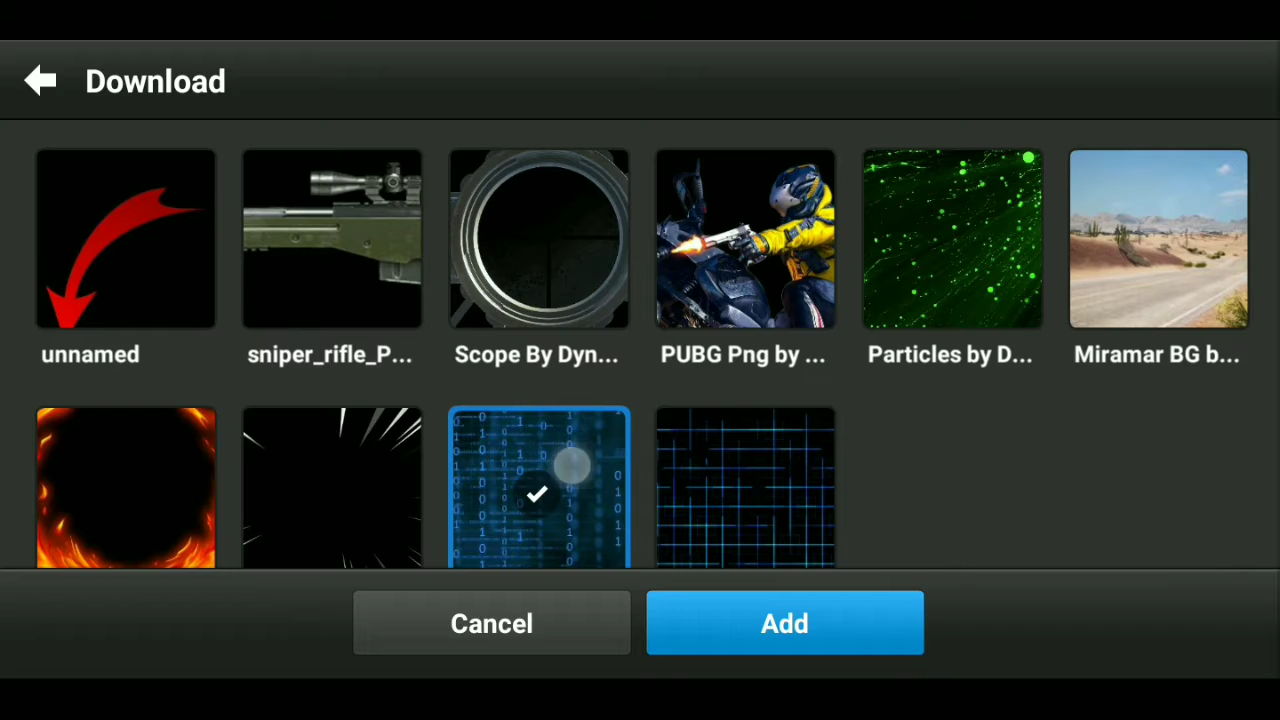 Download
unnamed
sniper_rifle_P...
Scope By Dyn...
PUBG Png by ...
Particles by D...
Miramar BG b...
Cancel
Add